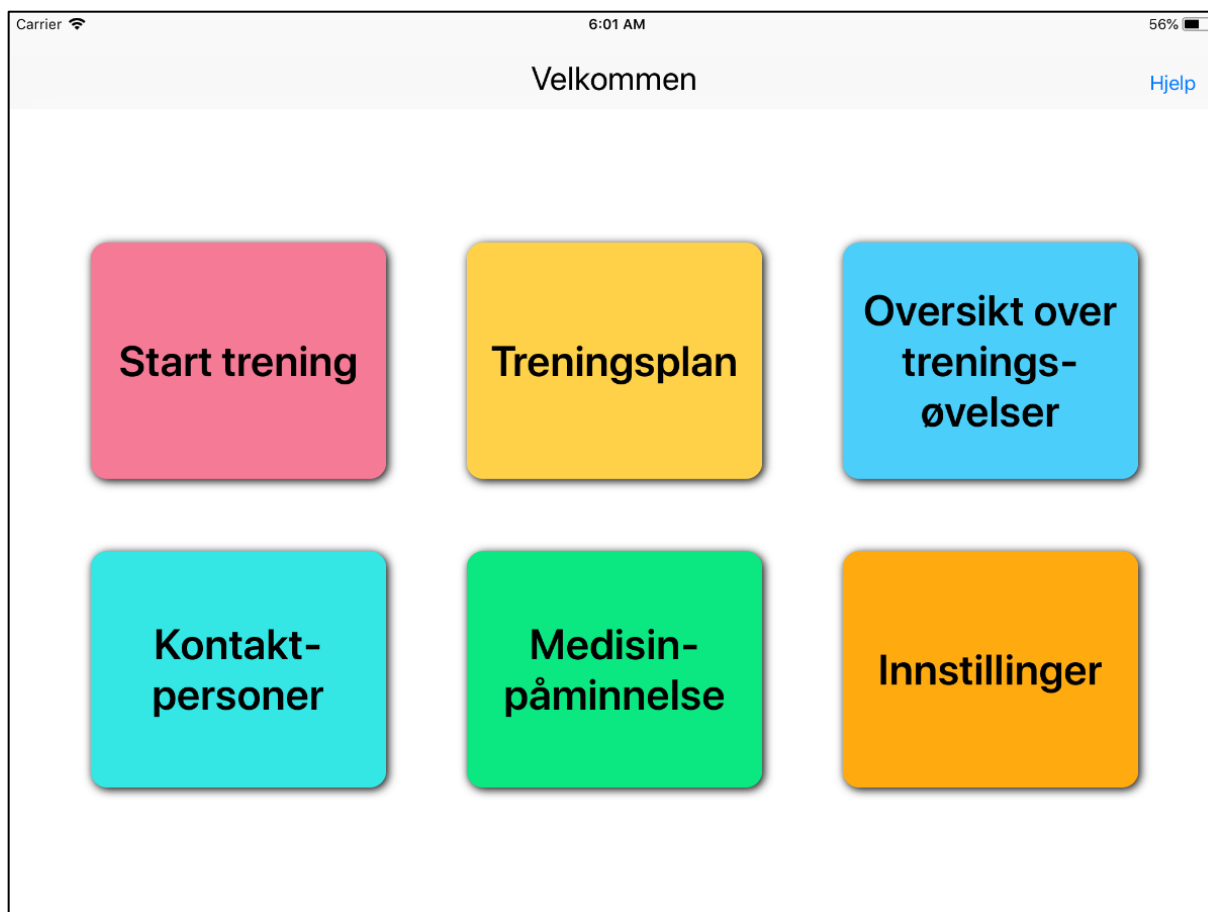 Carrier
6:01 AM
56%
Velkommen
Hjelp
Start trening
Treningsplan
Oversikt over
trenings-
øvelser
Kontakt-
personer
Medisin-
påminnelse
Innstillinger